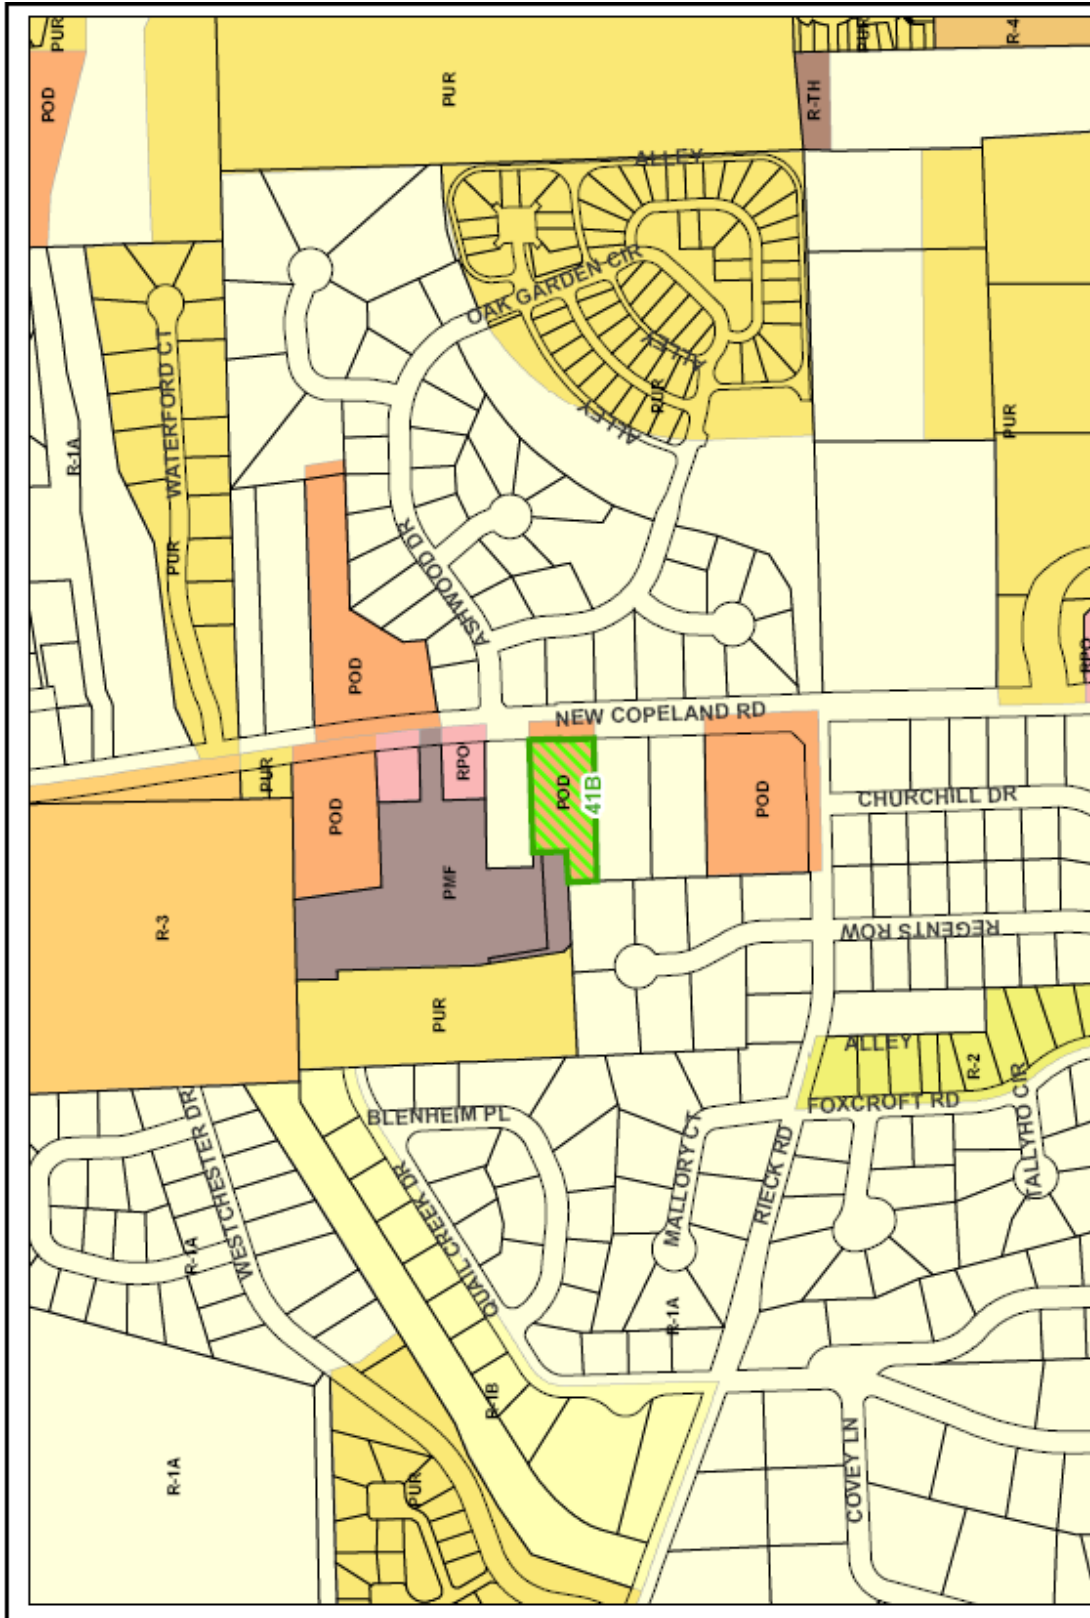 PUR
POD
PUR
PUR
R-4
R-TH
ALLEY
OAK GARDEN CIR
WATERFORD CT
ALLEY
PUR
ALLEY
PUR
R-1A
PUR
ASHWOOD DR
POD
RPO
NEW COPELAND RD
PUR
RPO
POD
POD
41B
POD
CHURCHILL DR
PMF
R-3
REGENTS ROW
PUR
ALLEY
R-2
FOXCROFT RD
TALLYHO CIR
BLENHEIM PL
WESTCHESTER DR
MALLORY CT
RIECK RD
QUAIL CREEK DR
R-1A
R-1A
R-1B
R-1A
PUR
COVEY LN